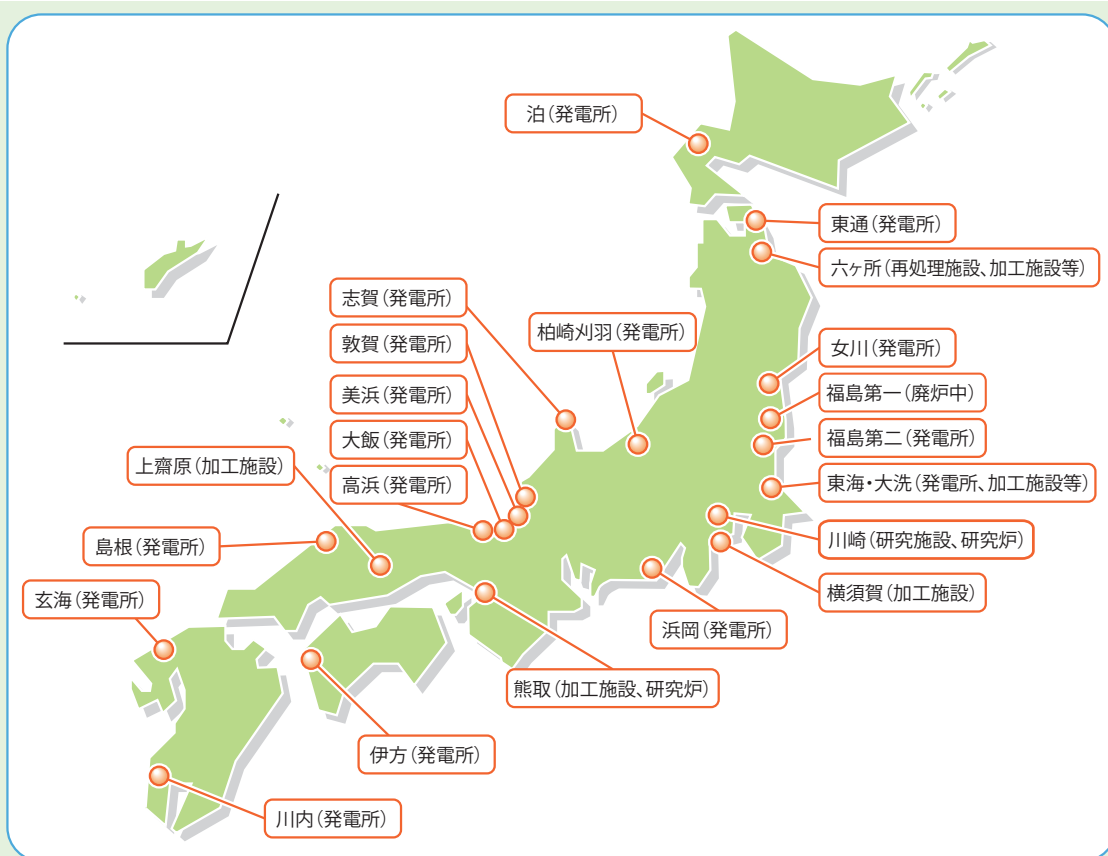 泊(発電所)
東通(発電所)
六ヶ所(再処理施設、加工施設等)
志賀(発電所)
柏崎刈羽(発電所)
敦賀(発電所)
女川(発電所)
美浜(発電所)
福島第一(廃炉中)
大飯(発電所)
福島第二(発電所)
上齋原(加工施設)
高浜(発電所)
東海・大洗(発電所、加工施設等)
島根(発電所)
川崎(研究施設、研究炉)
玄海(発電所)
横須賀(加工施設)
浜岡(発電所)
熊取(加工施設、研究炉)
伊方(発電所)
川内(発電所)